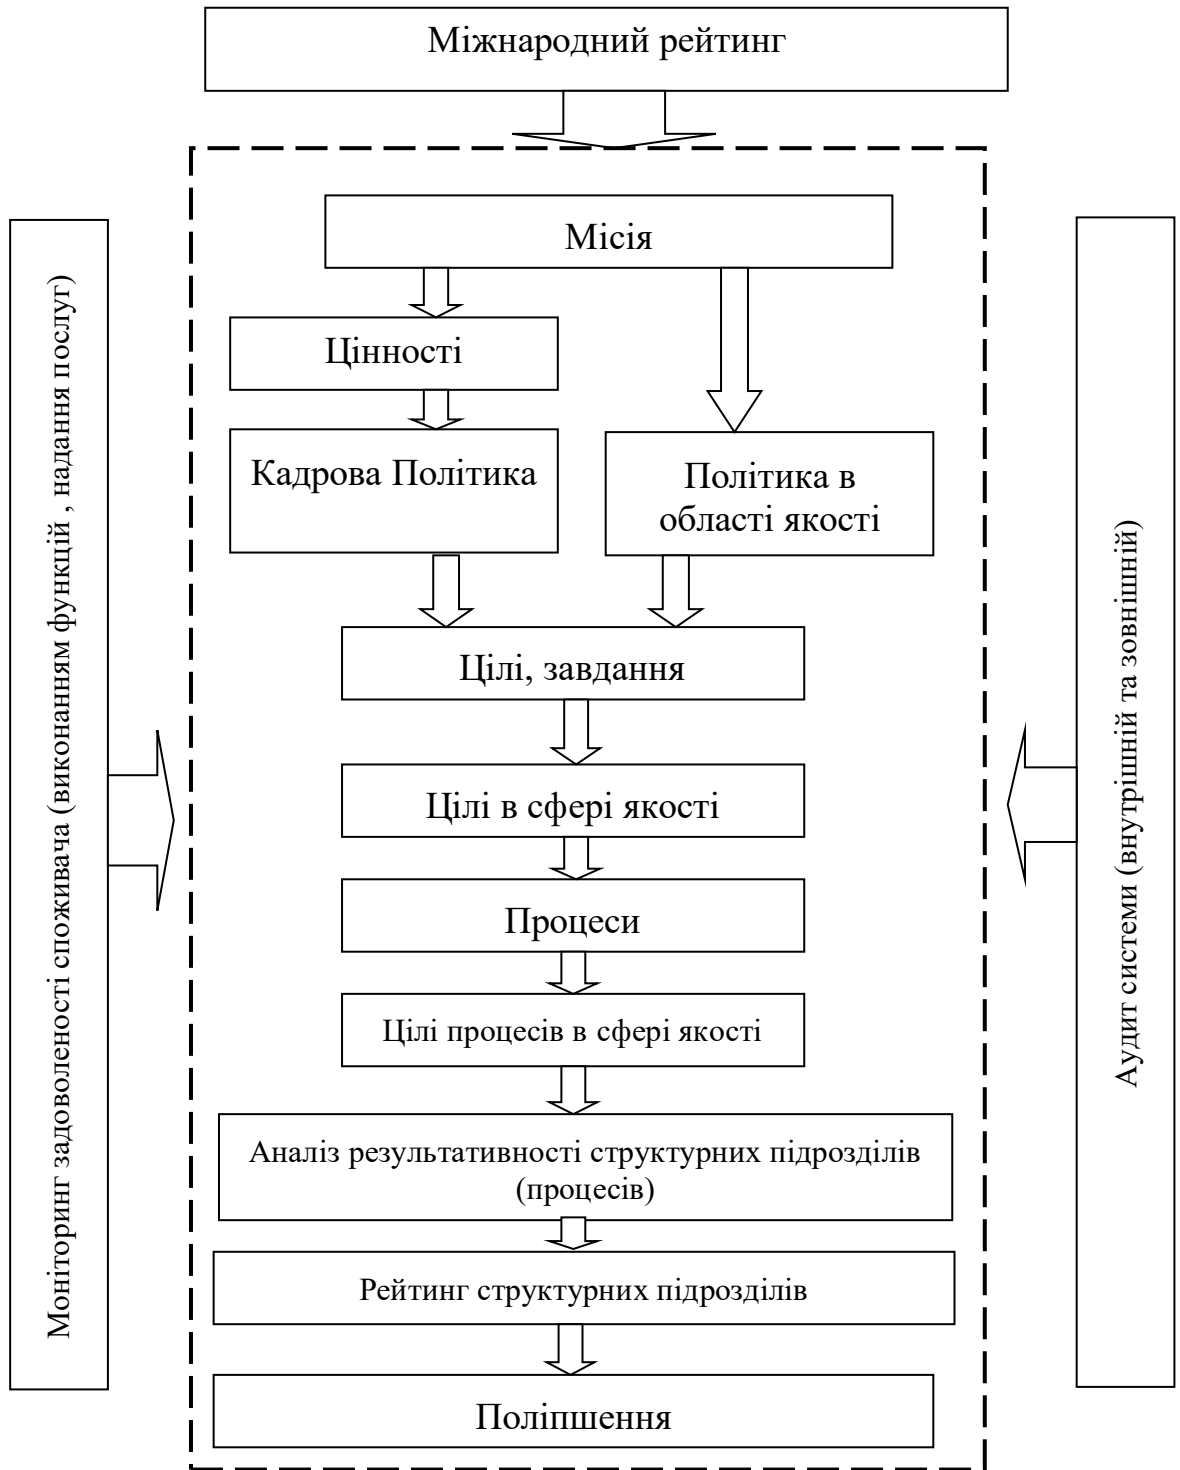 Міжнародний рейтинг
Місія
Цінності
Кадрова Політика
Політика в
області якості
Цілі, завдання
Цілі в сфері якості
Процеси
Цілі процесів в сфері якості
Аналіз результативності структурних підрозділів
(процесів)
Рейтинг структурних підрозділів
Поліпшення
Моніторинг задоволеності споживача (виконанням функцій , надання послуг)
Аудит системи (внутрішній та зовнішній)